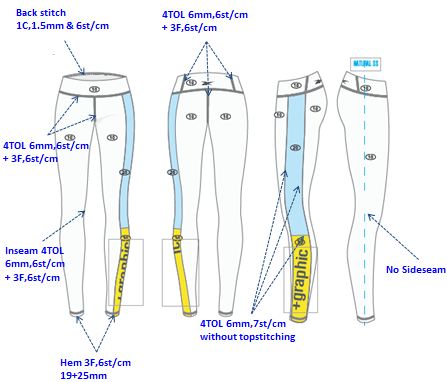 Back stitch
1C,1.5mm & 6st/cm
4TOL 6mm,6st/cm
+ 3F,6st/cm
NATURAL SS
4TOL 6mm,6st/cm
+ 3F,6st/cm
Inseam 4TOL
6mm,6st/cm
+ 3F,6st/cm
No Sideseam
+graphic
+graphic
4TOL 6mm,7st/cm
without topstitching
Hem 3F,6st/cm
19+25mm